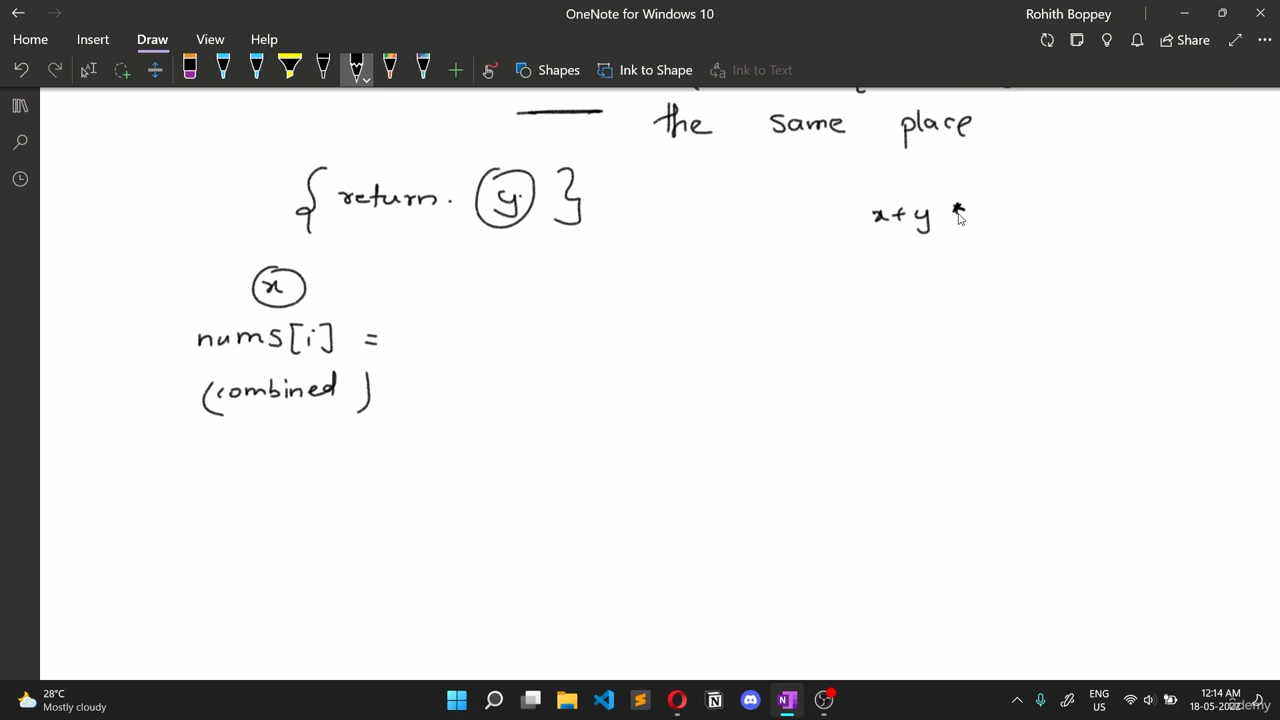 OneNote for Windows 10
Rohith Boppey
Home Insert Draw View Help
Share
Shapes
Ink to Shape
Ink to Text
the same place
{ return. y }
x+y *
x
nums[i] =
(combined )
28°C
Mostly cloudy
ENG
US
12:14 AM
18-05-2022
udemy